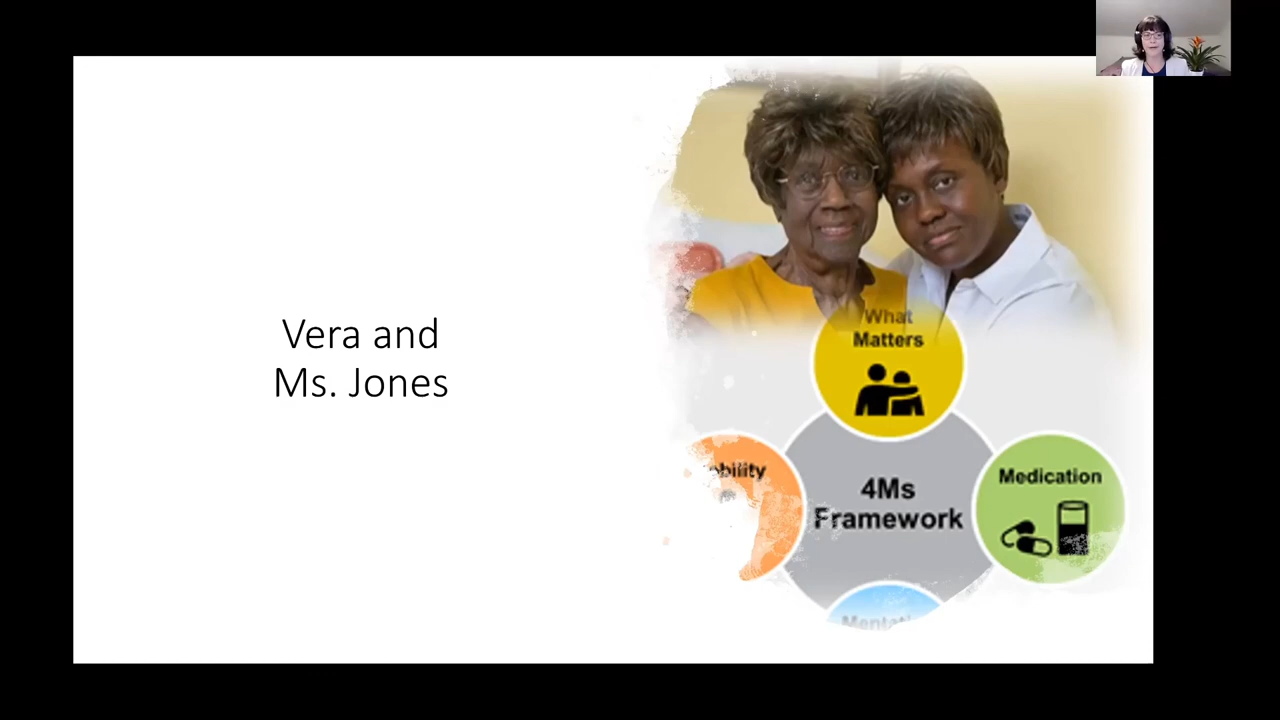 Vera and
Ms. Jones
What
Matters
Medication
4Ms
Framework